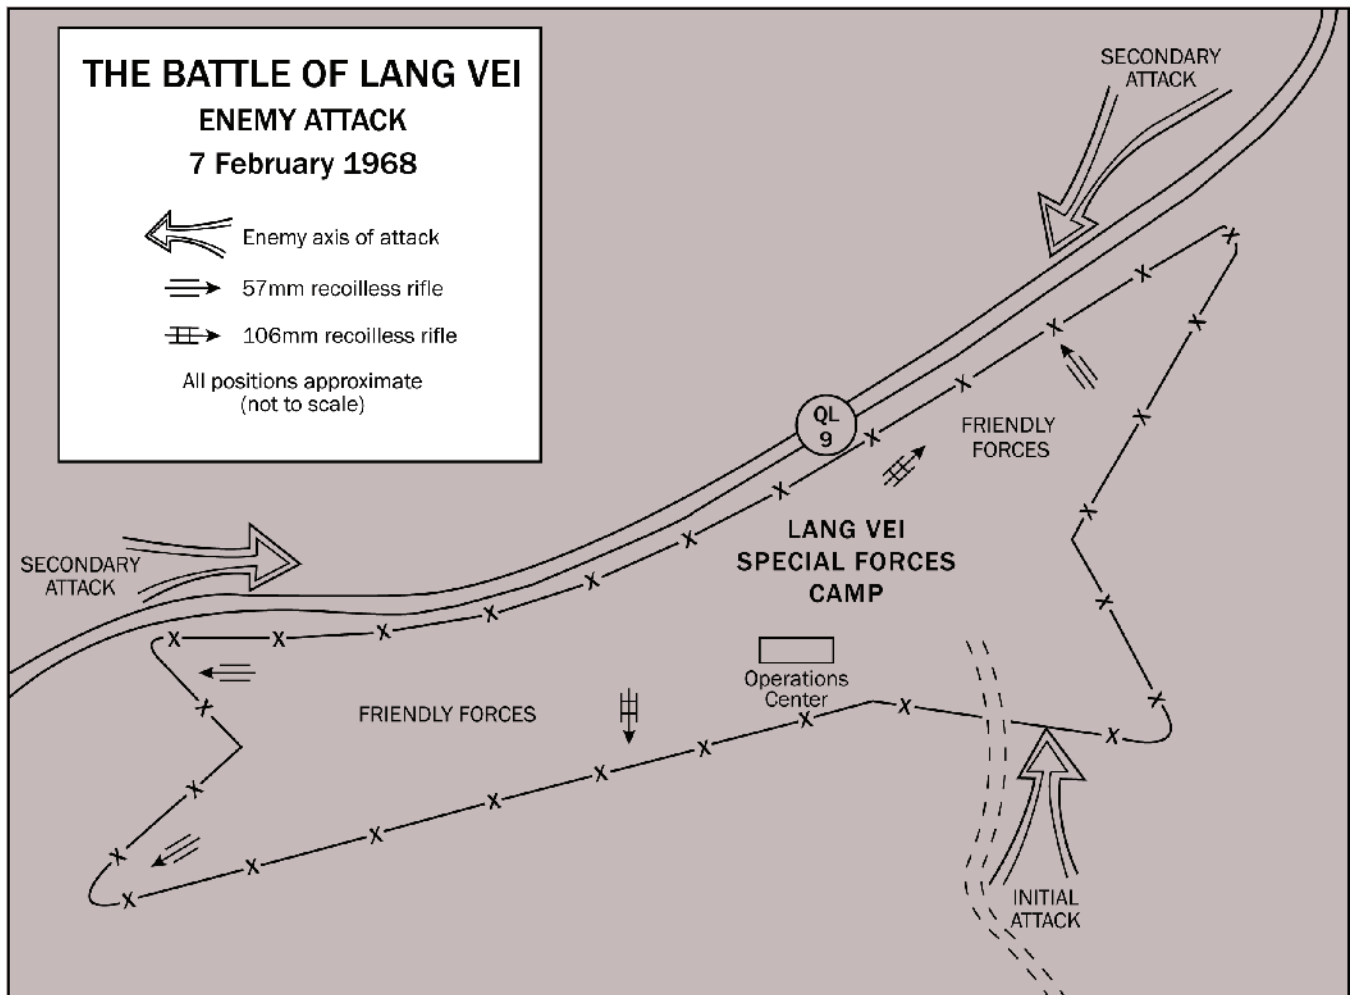 THE BATTLE OF LANG VEI
ENEMY ATTACK
7 February 1968
Enemy axis of attack
57mm recoilless rifle
106mm recoilless rifle
All positions approximate
(not to scale)
SECONDARY
ATTACK
QL
9
FRIENDLY
FORCES
LANG VEI
SPECIAL FORCES
CAMP
SECONDARY
ATTACK
Operations
Center
FRIENDLY FORCES
INITIAL
ATTACK